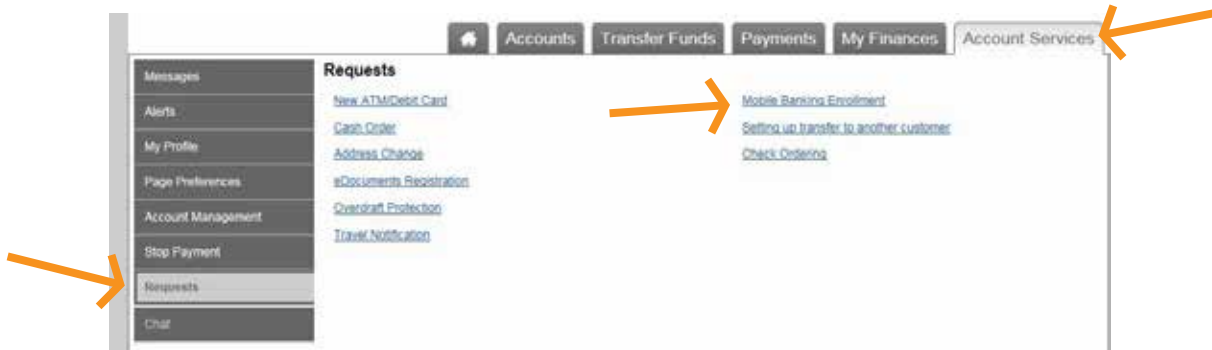 Accounts Transfer Funds Payments My Finances Account Services
Messages
Alerts
My Profile
Page Preferences
Account Management
Stop Payment
Requests
Chat
Requests
New ATM/Debit Card
Cash Order
Address Change
eDocuments Registration
Overdraft Protection
Travel Notification
Mobile Banking Enrollment
Setting up transfer to another customer
Check Ordering